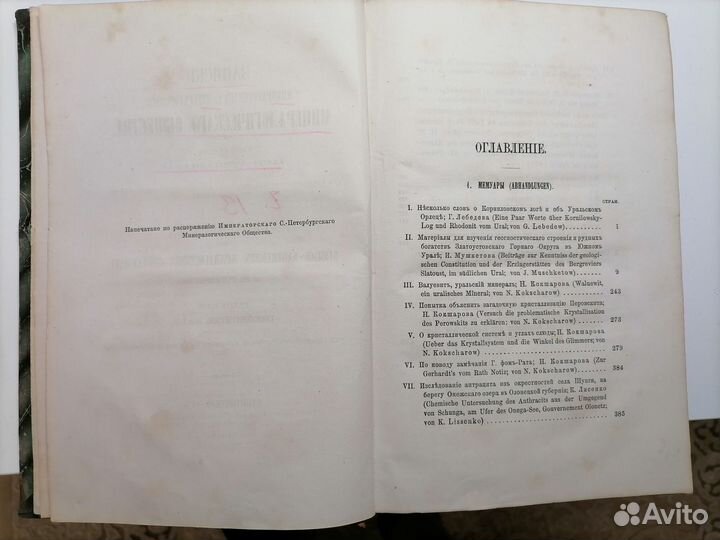 Напечатано по распоряженію Императорскаго С.-Петербургскаго
Минералогическаго Общества.
ОГЛАВЛЕНІЕ.
1. МЕМУАРЫ (ABHANDLUNGEN).
СТРАН.
I. Нѣсколько словъ о Корниловскомъ логѣ и объ Уральскомъ
Орлецѣ; Г. Лебедева (Eine Paar Worte über Kornilowsky-
Log und Rhodonit vom Ural; von G. Lebedew) 1
II. Матеріалы для изученія геогностическаго строенія и рудныхъ
богатствъ Златоустовскаго Горнаго Округа въ Южномъ
Уралѣ; И. Мушкетова (Beiträge zur Kenntniss der geologischen
Constitution und der Erzlagerstätten des Bergreviers
Slatoust, im südlichen Ural; von J. Muschketow) 9
III. Валуевитъ, уральскій минералъ; Н. Кокшарова (Waluewit,
ein uralisches Mineral; von N. Kokscharow) 243
IV. Попытка объяснить загадочную кристаллизацію Перовскита;
Н. Кокшарова (Versuch die problematische Krystallisation
des Perowskits zu erklären; von N. Kokscharow) 273
V. О кристаллической системѣ и углахъ слюды; Н. Кокшарова
(Ueber das Krystallsystem und die Winkel des Glimmers; von
N. Kokscharow) 279
VI. По поводу замѣчанія Г. фомъ-Рата; Н. Кокшарова (Zur
Gerhardt's vom Rath Notiz; von N. Kokscharow) 384
VII. Изслѣдованіе антрацита изъ окрестностей села Шунги, на
берегу Онежскаго озера въ Олонецкой губерніи; К. Лисенко
(Chemische Untersuchung des Anthracits aus der Umgegend
von Schunga, am Ufer des Onega-See, Gouvernement Olonetz;
von K. Lissenko) 385
Avito